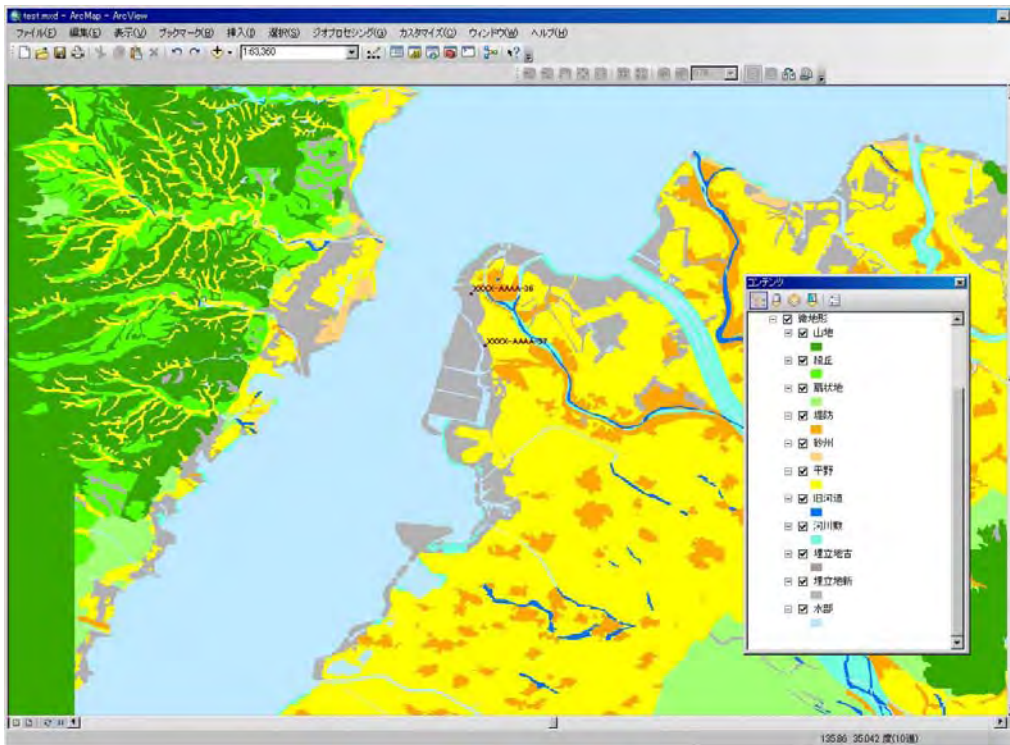 test.mxd - ArcMap - ArcView
ファイル(F) 編集(E) 表示(V) ブックマーク(B) 挿入(I) 選択(S) ジオプロセシング(G) カスタマイズ(C) ウィンドウ(W) ヘルプ(H)
1:63,360
XXXX-AAAA-36
XXXX-AAAA-37
コンテンツ
微地形
山地
段丘
扇状地
堤防
砂州
平野
旧河道
河川敷
埋立地古
埋立地新
水部
135.86 35.042 度(10進)